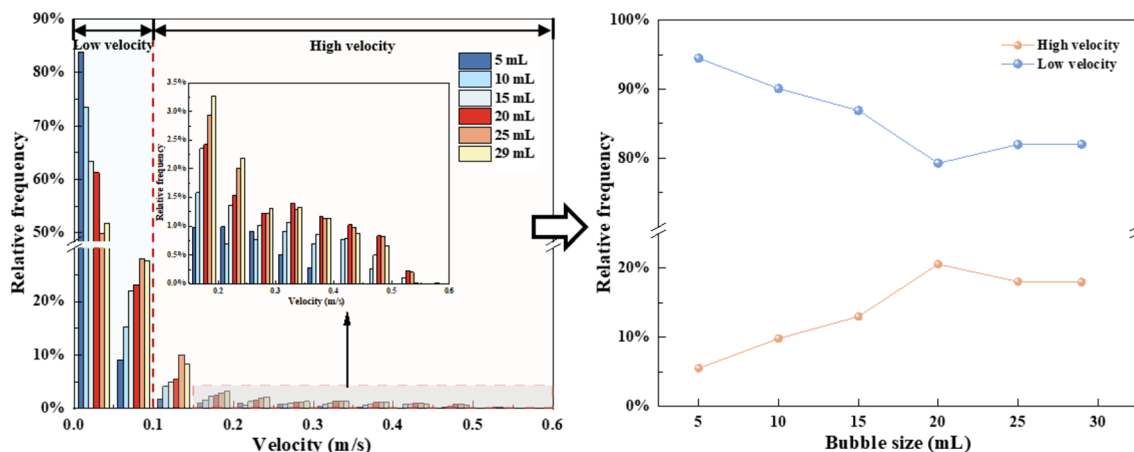 90%
80%
70%
60%
50%
20%
10%
0%
Relative frequency
Low velocity
High velocity
5 mL
10 mL
15 mL
20 mL
25 mL
29 mL
3.5%
3.0%
2.5%
2.0%
1.5%
1.0%
0.5%
0.0%
Relative frequency
0.2
0.3
0.4
0.5
0.6
Velocity (m/s)
0.0
0.1
0.2
0.3
0.4
0.5
0.6
Velocity (m/s)
100%
90%
80%
20%
10%
0%
Relative frequency
High velocity
Low velocity
5
10
15
20
25
30
Bubble size (mL)